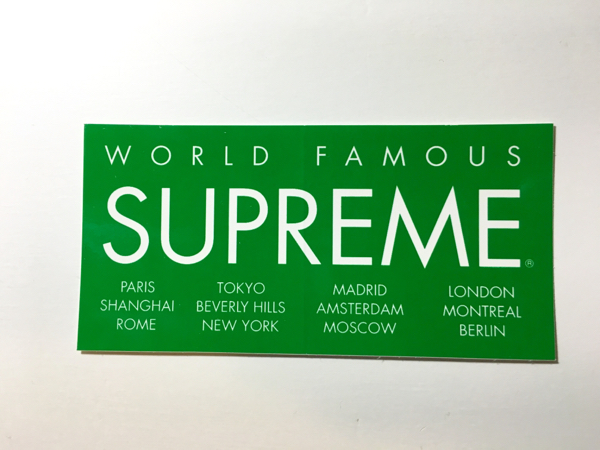 WORLD FAMOUS
SUPREME®
PARIS
SHANGHAI
ROME
TOKYO
BEVERLY HILLS
NEW YORK
MADRID
AMSTERDAM
MOSCOW
LONDON
MONTREAL
BERLIN